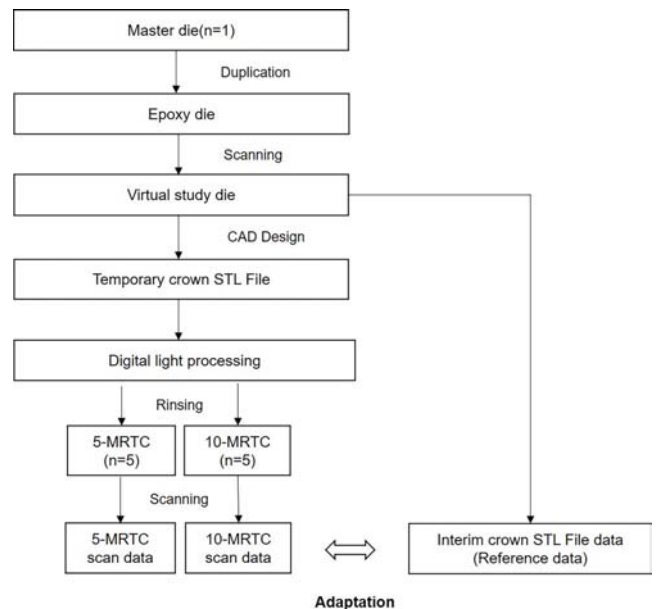 Master die(n=1)
Duplication
Epoxy die
Scanning
Virtual study die
CAD Design
Temporary crown STL File
Digital light processing
Rinsing
5-MRTC
(n=5)
10-MRTC
(n=5)
Scanning
5-MRTC
scan data
10-MRTC
scan data
Interim crown STL File data
(Reference data)
Adaptation